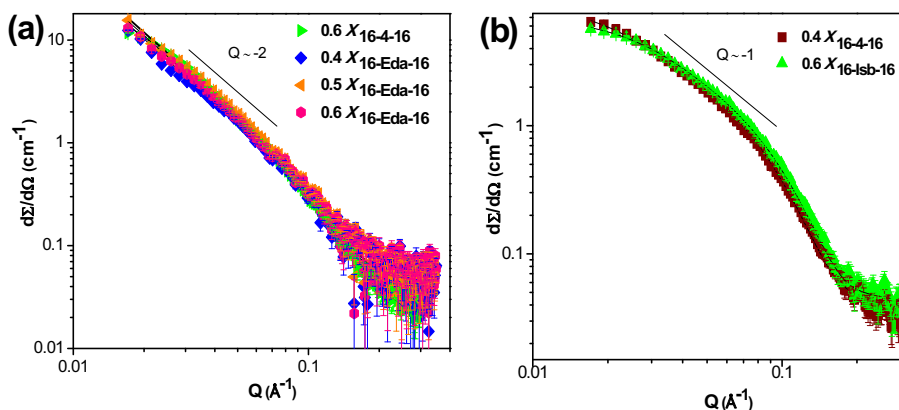 (a)
Q ~-2
0.6 X16-4-16
0.4 X16-Eda-16
0.5 X16-Eda-16
0.6 X16-Eda-16
dΣ/dΩ (cm-1)
10
1
0.1
0.01
0.01
0.1
Q (Å-1)
(b)
Q ~-1
0.4 X16-4-16
0.6 X16-Isb-16
dΣ/dΩ (cm-1)
1
0.1
0.01
0.1
Q (Å-1)